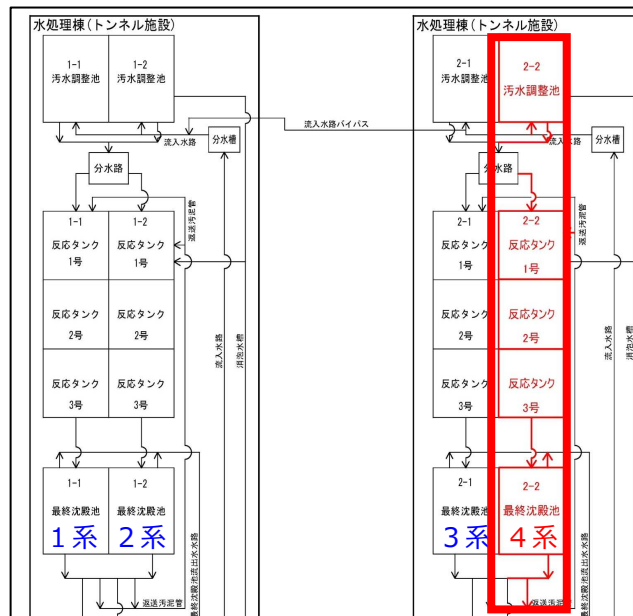 水処理棟(トンネル施設)
1-1
汚水調整池
1-2
汚水調整池
流入水路
分水槽
分水路
返送汚泥管
1-1
反応タンク
1号
1-2
反応タンク
1号
反応タンク
2号
反応タンク
2号
反応タンク
3号
反応タンク
3号
流入水路
消泡水槽
1-1
最終沈殿池
1系
1-2
最終沈殿池
2系
最終沈殿池流出水水路
返送汚泥管
流入水路バイパス
水処理棟(トンネル施設)
2-1
汚水調整池
2-2
汚水調整池
流入水路
分水槽
分水路
返送汚泥管
2-1
反応タンク
1号
2-2
反応タンク
1号
反応タンク
2号
反応タンク
2号
反応タンク
3号
反応タンク
3号
流入水路
消泡水槽
2-1
最終沈殿池
3系
2-2
最終沈殿池
4系
最終沈殿池流出水水路
返送汚泥管